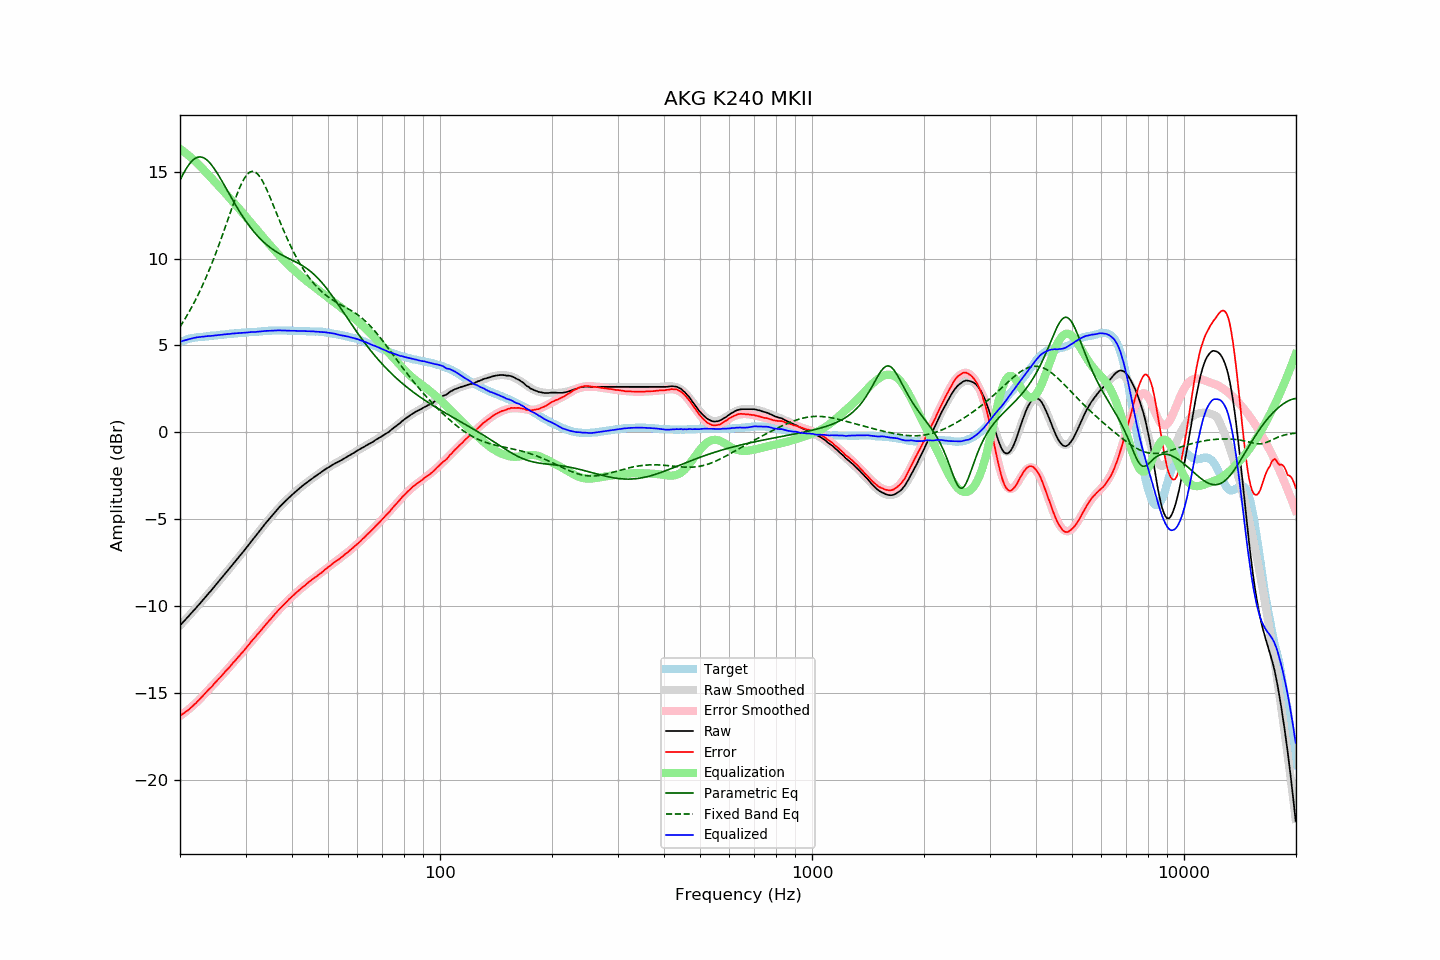 AKG K240 MKII
15
10
5
0
−5
−10
−15
−20
Amplitude (dBr)
100
1000
10000
Frequency (Hz)
Target
Raw Smoothed
Error Smoothed
Raw
Error
Equalization
Parametric Eq
Fixed Band Eq
Equalized